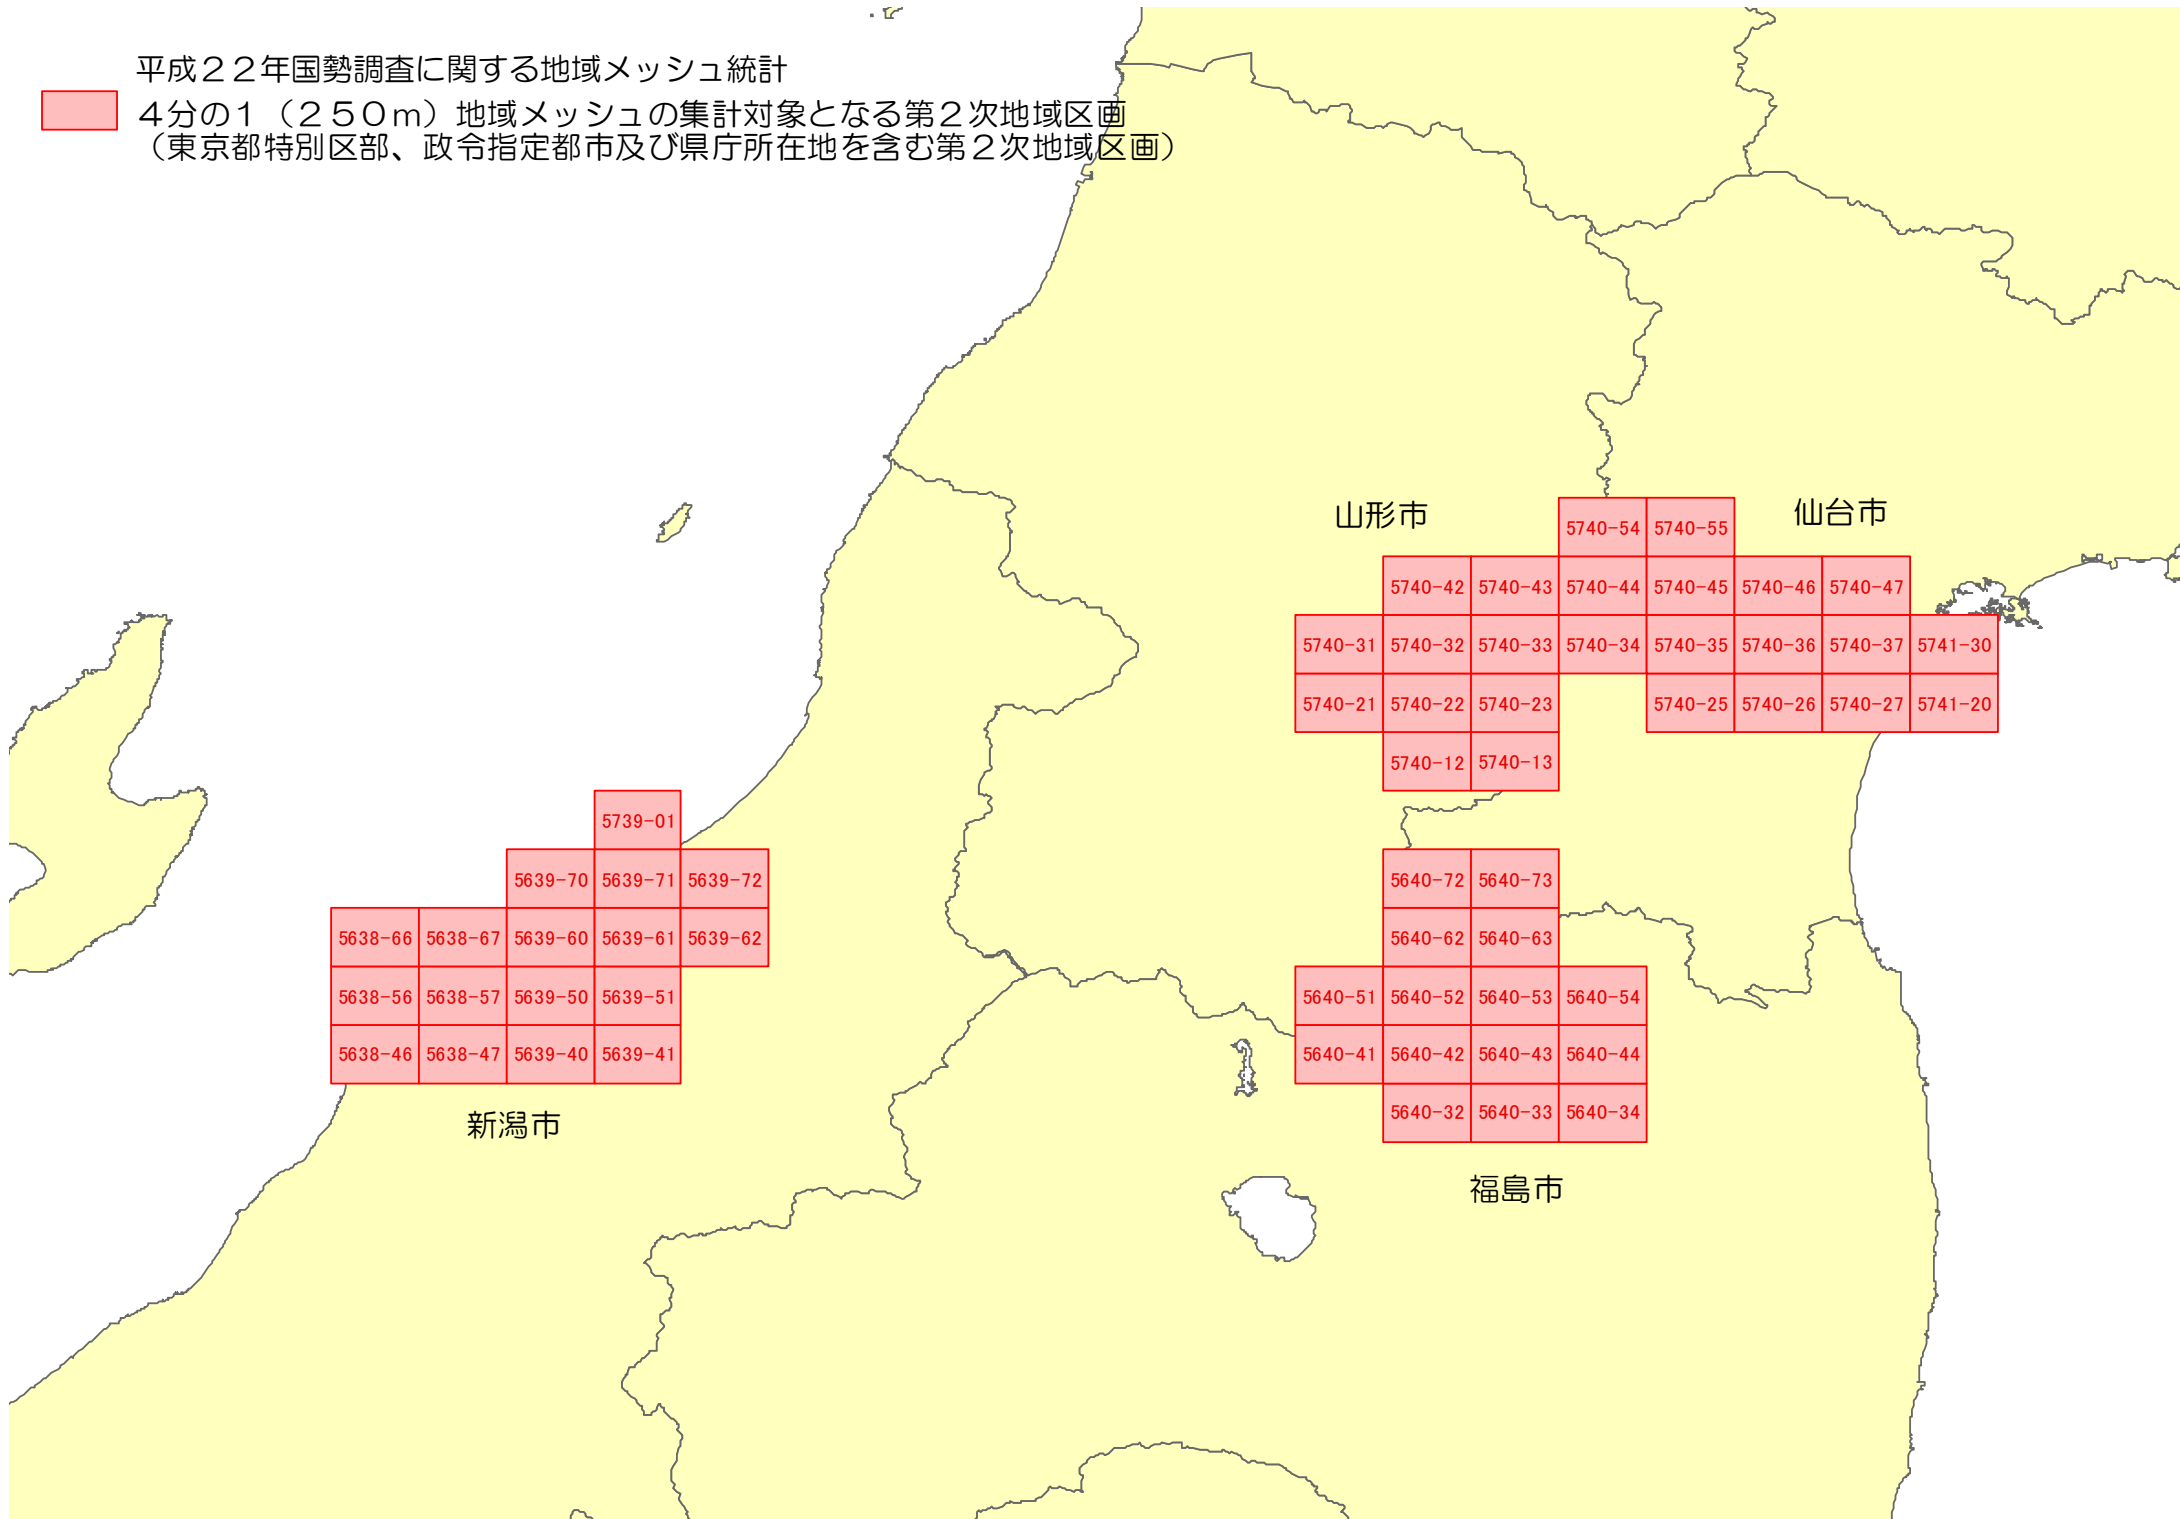 平成２２年国勢調査に関する地域メッシュ統計
４分の１（２５０ｍ）地域メッシュの集計対象となる第２次地域区画
（東京都特別区部、政令指定都市及び県庁所在地を含む第２次地域区画）
山形市
仙台市
5740-54 5740-55
5740-42 5740-43 5740-44 5740-45 5740-46 5740-47
5740-31 5740-32 5740-33 5740-34 5740-35 5740-36 5740-37 5741-30
5740-21 5740-22 5740-23 5740-25 5740-26 5740-27 5741-20
5740-12 5740-13
5739-01
5639-70 5639-71 5639-72
5638-66 5638-67 5639-60 5639-61 5639-62
5638-56 5638-57 5639-50 5639-51
5638-46 5638-47 5639-40 5639-41
新潟市
5640-72 5640-73
5640-62 5640-63
5640-51 5640-52 5640-53 5640-54
5640-41 5640-42 5640-43 5640-44
5640-32 5640-33 5640-34
福島市